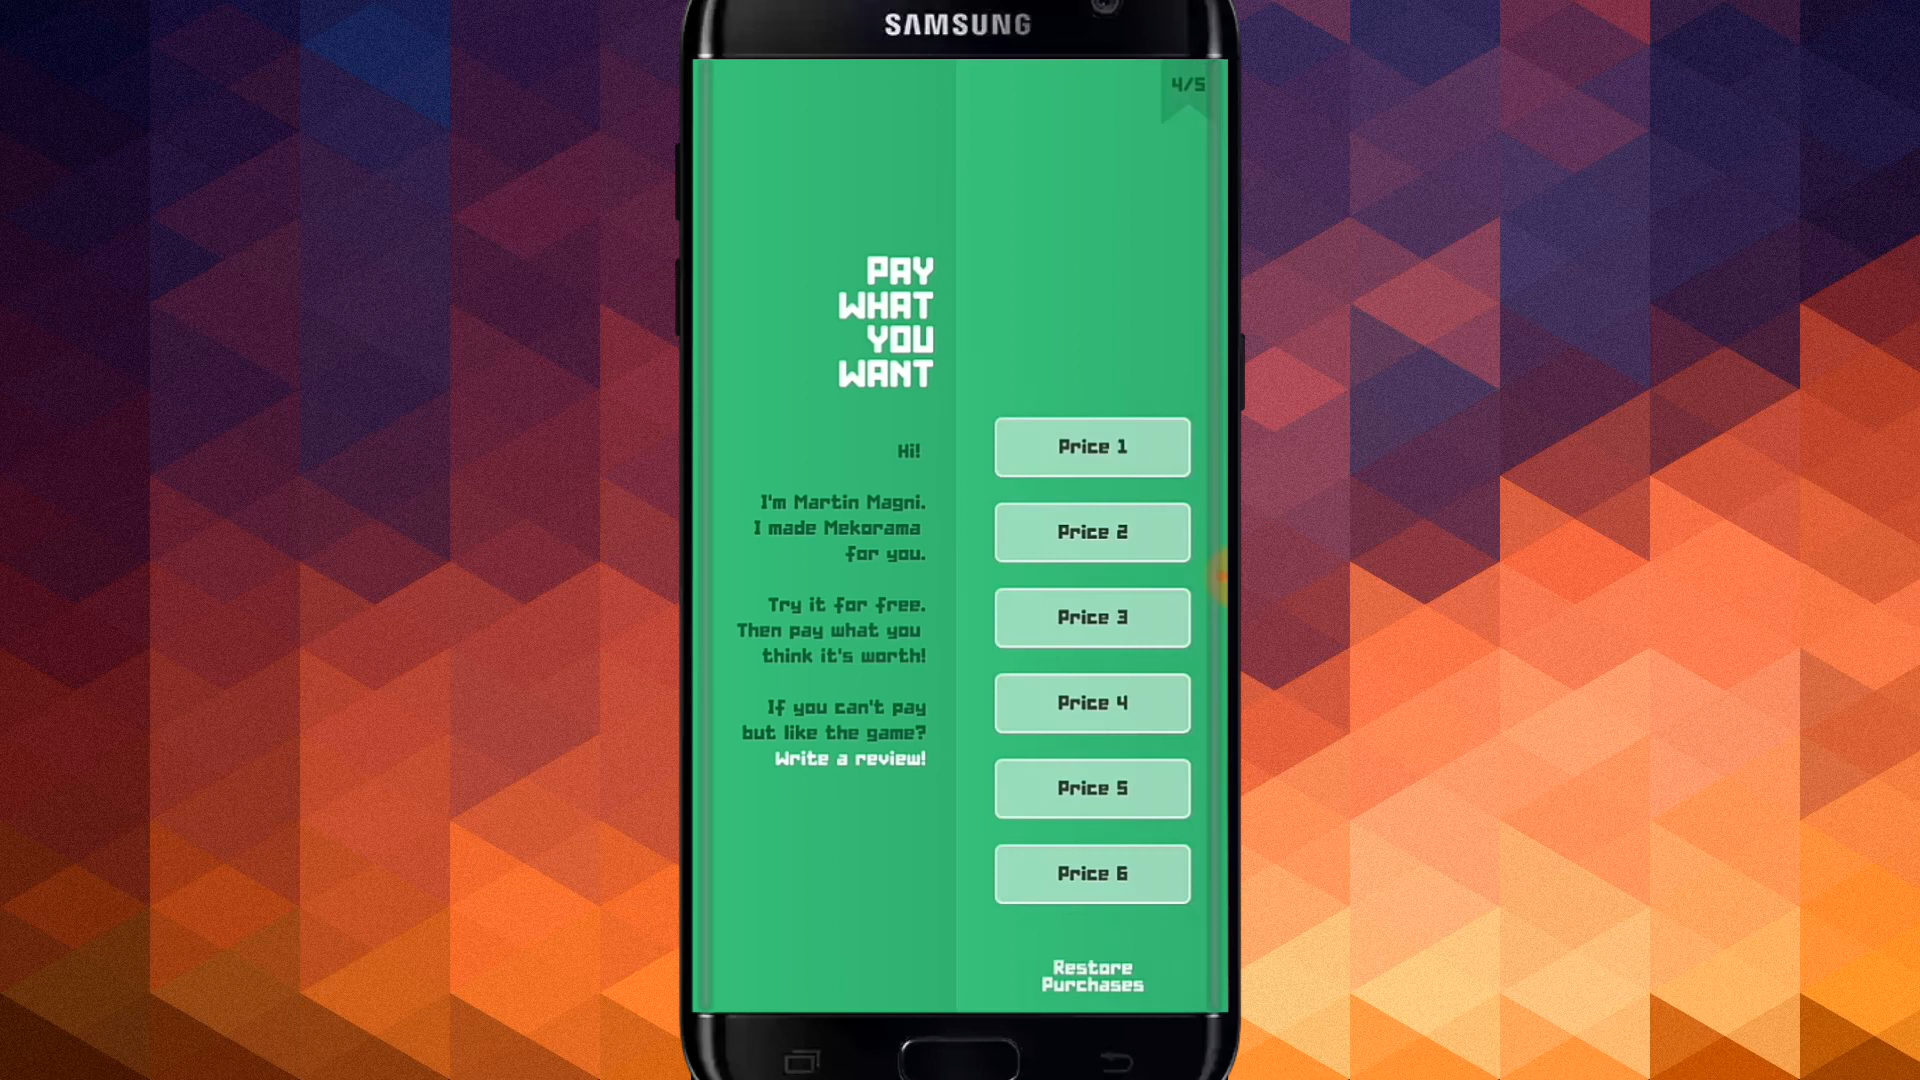 SAMSUNG
4/5
PAY
WHAT
YOU
WANT
Hi!
I'm Martin Magni.
I made Mekorama
for you.
Try it for free.
Then pay what you
think it's worth!
If you can't pay
but like the game?
Write a review!
Price 1
Price 2
Price 3
Price 4
Price 5
Price 6
Restore
Purchases